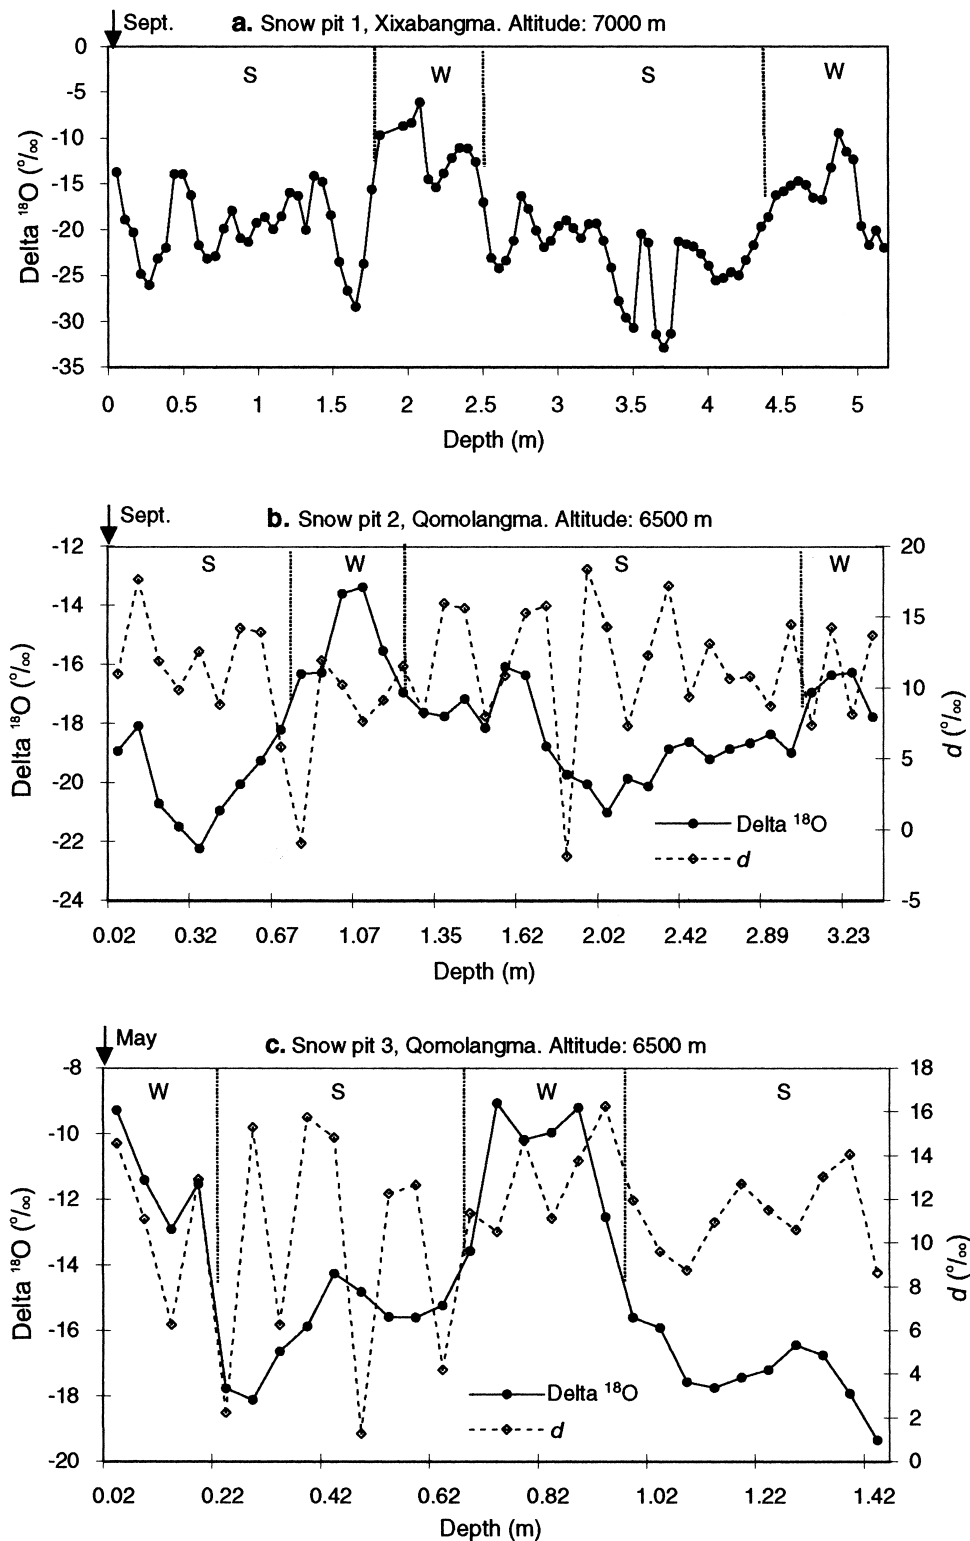 Sept.
a. Snow pit 1, Xixabangma. Altitude: 7000 m
S
W
S
W
0
-5
-10
-15
-20
-25
-30
-35
Delta ¹⁸O (°/∞)
0 0.5 1 1.5 2 2.5 3 3.5 4 4.5 5
Depth (m)
Sept.
b. Snow pit 2, Qomolangma. Altitude: 6500 m
S
W
S
W
-12
-14
-16
-18
-20
-22
-24
Delta ¹⁸O (°/∞)
20
15
10
5
0
-5
d (°/∞)
Delta ¹⁸O
d
0.02 0.32 0.67 1.07 1.35 1.62 2.02 2.42 2.89 3.23
Depth (m)
May
c. Snow pit 3, Qomolangma. Altitude: 6500 m
W
S
W
S
-8
-10
-12
-14
-16
-18
-20
Delta ¹⁸O (°/∞)
18
16
14
12
10
8
6
4
2
0
d (°/∞)
Delta ¹⁸O
d
0.02 0.22 0.42 0.62 0.82 1.02 1.22 1.42
Depth (m)